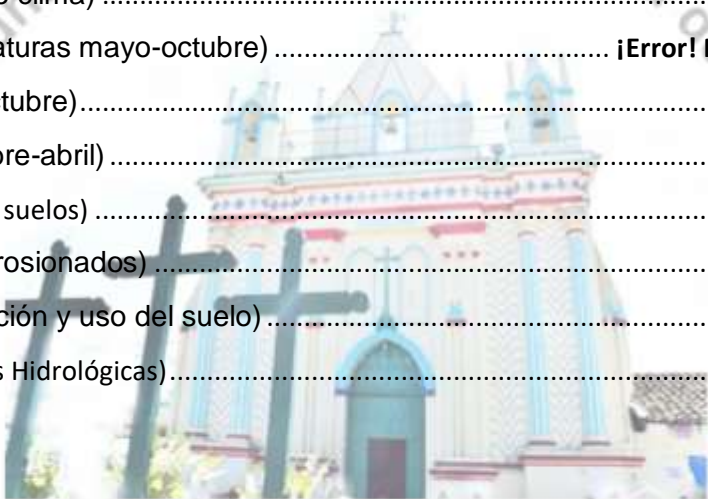 clima) ........................................................................
aturas mayo-octubre) ........................................ ¡Error!
ctubre)........................................................................
bre-abril) ........................................................................
suelos) ........................................................................
rosionados) ........................................................................
ción y uso del suelo) ........................................................................
s Hidrológicas)........................................................................